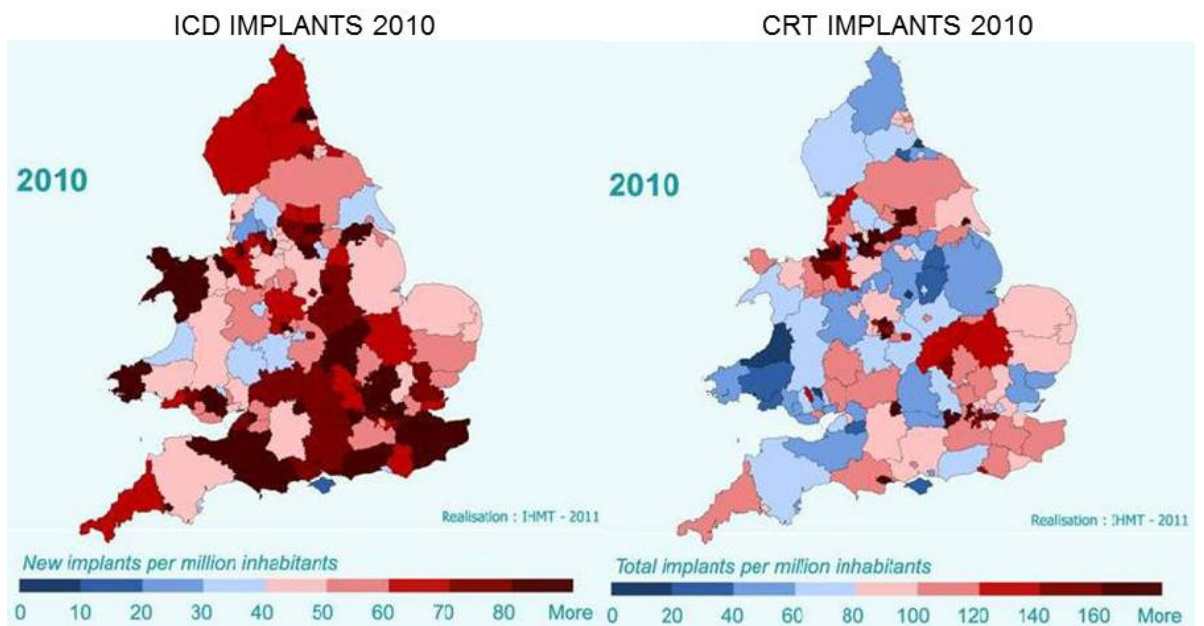 ICD IMPLANTS 2010
2010
Realisation : IHMT - 2011
New implants per million inhabitants
0 10 20 30 40 50 60 70 80 More
CRT IMPLANTS 2010
2010
Realisation : IHMT - 2011
Total implants per million inhabitants
0 20 40 60 80 100 120 140 160 More